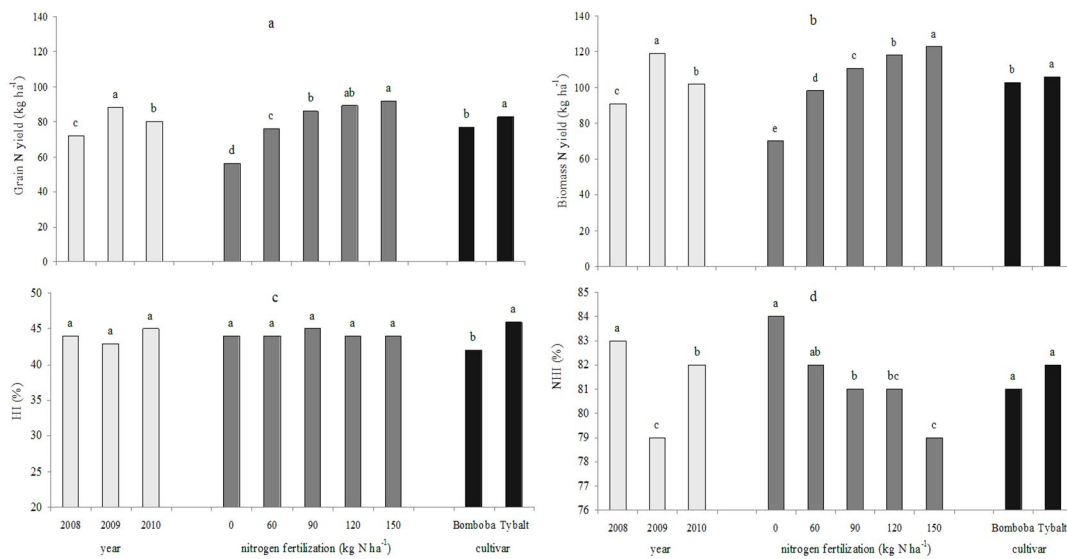 a
Grain N yield (kg ha-1)
140
120
100
80
60
40
20
0
c a b
d c b ab a
b a
b
Biomass N yield (kg ha-1)
140
120
100
80
60
40
20
0
c a b
e d c b a
b a
c
HI (%)
50
45
40
35
30
25
20
a a a
a a a a a
b a
2008 2009 2010 0 60 90 120 150 Bomboba Tybalt
year nitrogen fertilization (kg N ha-1) cultivar
d
NHI (%)
85
84
83
82
81
80
79
78
77
76
a c b
a ab b bc c
a a
2008 2009 2010 0 60 90 120 150 Bomboba Tybalt
year nitrogen fertilization (kg N ha-1) cultivar